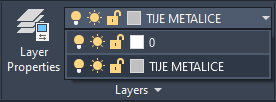 TIJE METALICE
Layer
Properties
0
TIJE METALICE
Layers